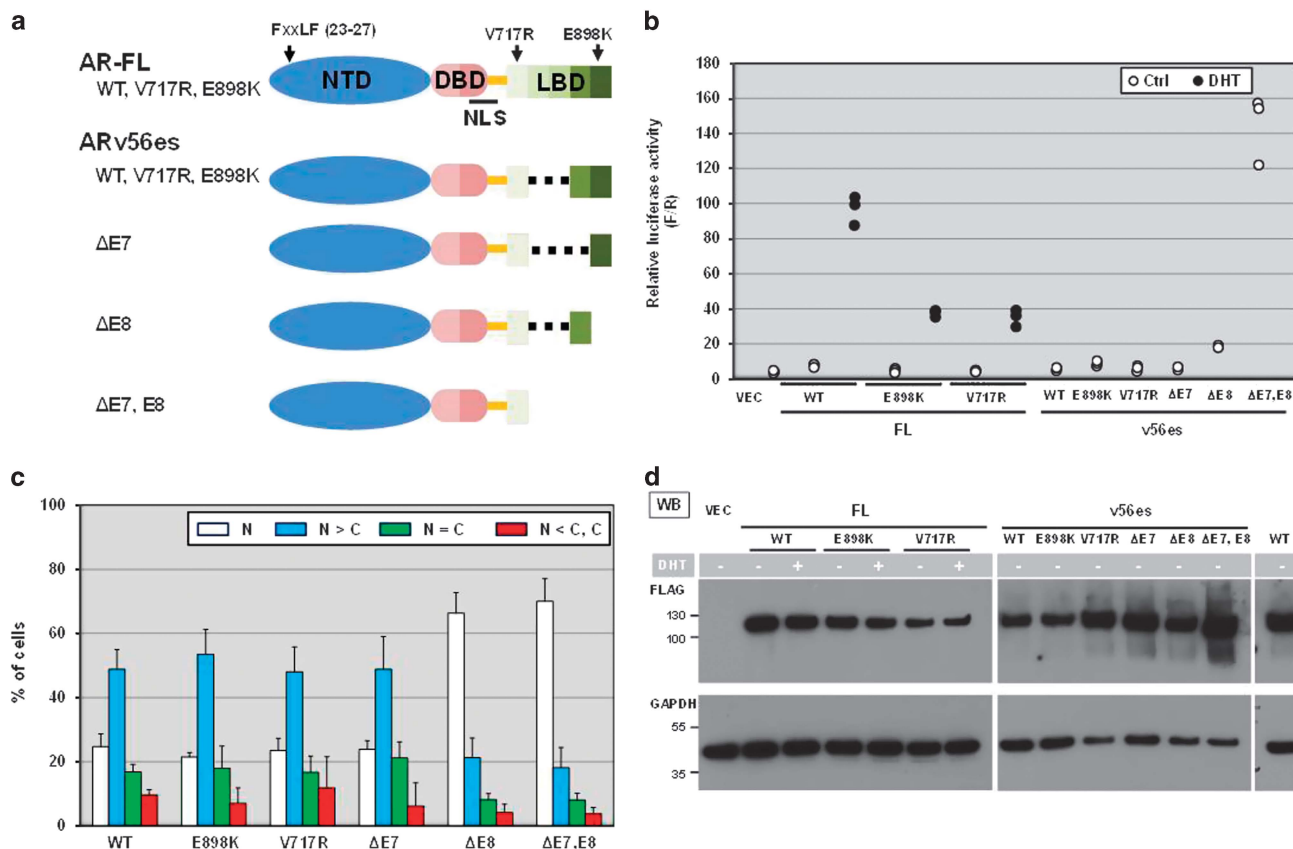 a
FxxLF (23-27)
V717R
E898K
AR-FL
WT, V717R, E898K
NTD
DBD
LBD
NLS
ARv56es
WT, V717R, E898K
ΔE7
ΔE8
ΔE7, E8
b
Relative luciferase activity
(F/R)
180
160
140
120
100
80
60
40
20
0
Ctrl
DHT
VEC
WT
E898K
V717R
WT
E898K
V717R
ΔE7
ΔE8
ΔE7,E8
FL
v56es
c
% of cells
100
80
60
40
20
0
N
N > C
N = C
N < C, C
WT
E898K
V717R
ΔE7
ΔE8
ΔE7,E8
d
WB
VEC
FL
v56es
WT
E898K
V717R
WT
E898K
V717R
ΔE7
ΔE8
ΔE7, E8
WT
DHT
- - + - + - + - - - - - - -
FLAG
130
100
GAPDH
55
35